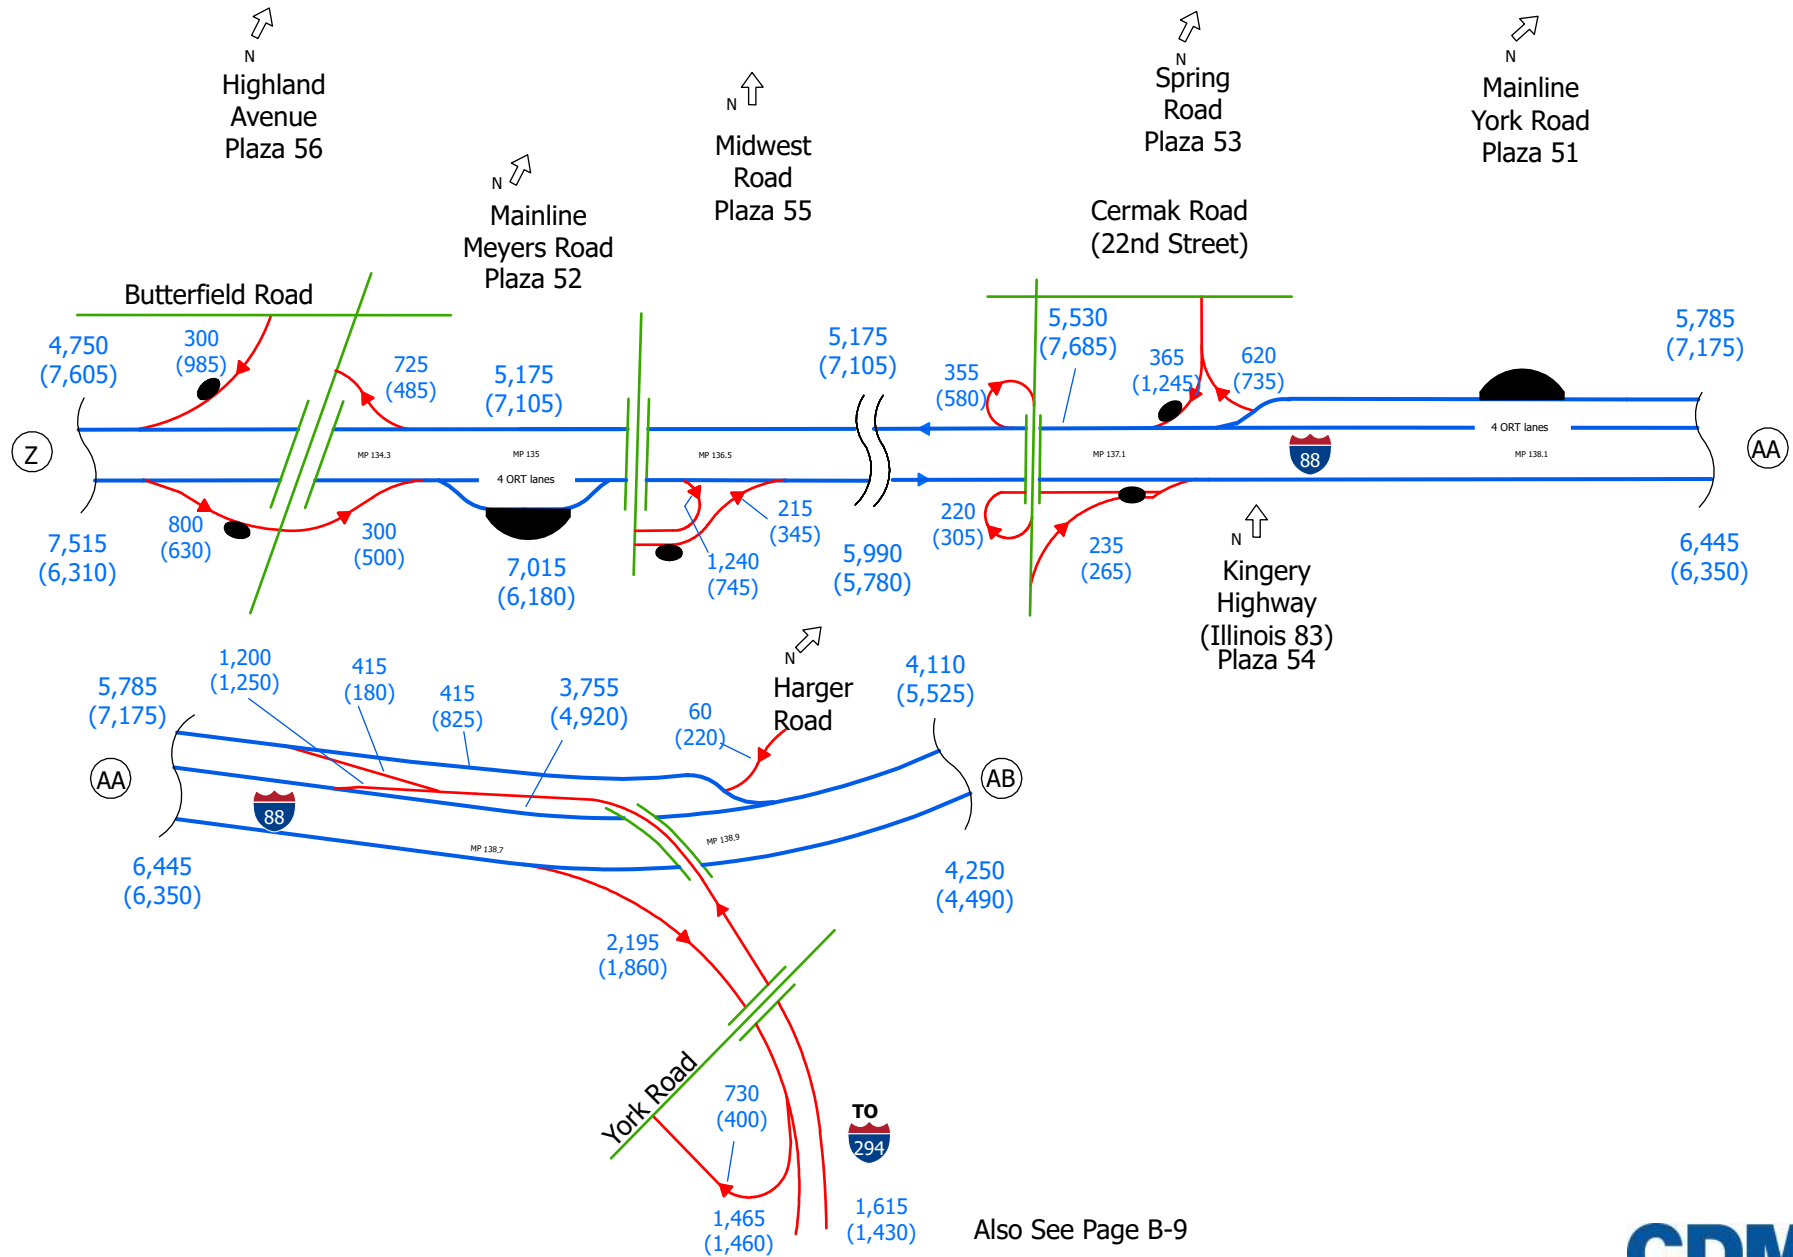 N
Highland
Avenue
Plaza 56
N
Mainline
Meyers Road
Plaza 52
N
Midwest
Road
Plaza 55
N
Spring
Road
Plaza 53
Cermak Road
(22nd Street)
N
Mainline
York Road
Plaza 51
Butterfield Road
4,750
(7,605)
300
(985)
725
(485)
5,175
(7,105)
5,175
(7,105)
355
(580)
5,530
(7,685)
365
(1,245)
620
(735)
5,785
(7,175)
Z
MP 134.3
MP 135
4 ORT lanes
MP 136.5
MP 137.1
88
4 ORT lanes
MP 138.1
AA
7,515
(6,310)
800
(630)
300
(500)
7,015
(6,180)
1,240
(745)
215
(345)
5,990
(5,780)
220
(305)
235
(265)
N
Kingery
Highway
(Illinois 83)
Plaza 54
6,445
(6,350)
5,785
(7,175)
1,200
(1,250)
415
(180)
415
(825)
3,755
(4,920)
60
(220)
N
Harger
Road
4,110
(5,525)
AA
88
MP 138.7
MP 138.9
AB
6,445
(6,350)
4,250
(4,490)
2,195
(1,860)
York Road
730
(400)
TO
294
1,465
(1,460)
1,615
(1,430)
Also See Page B-9
CDM